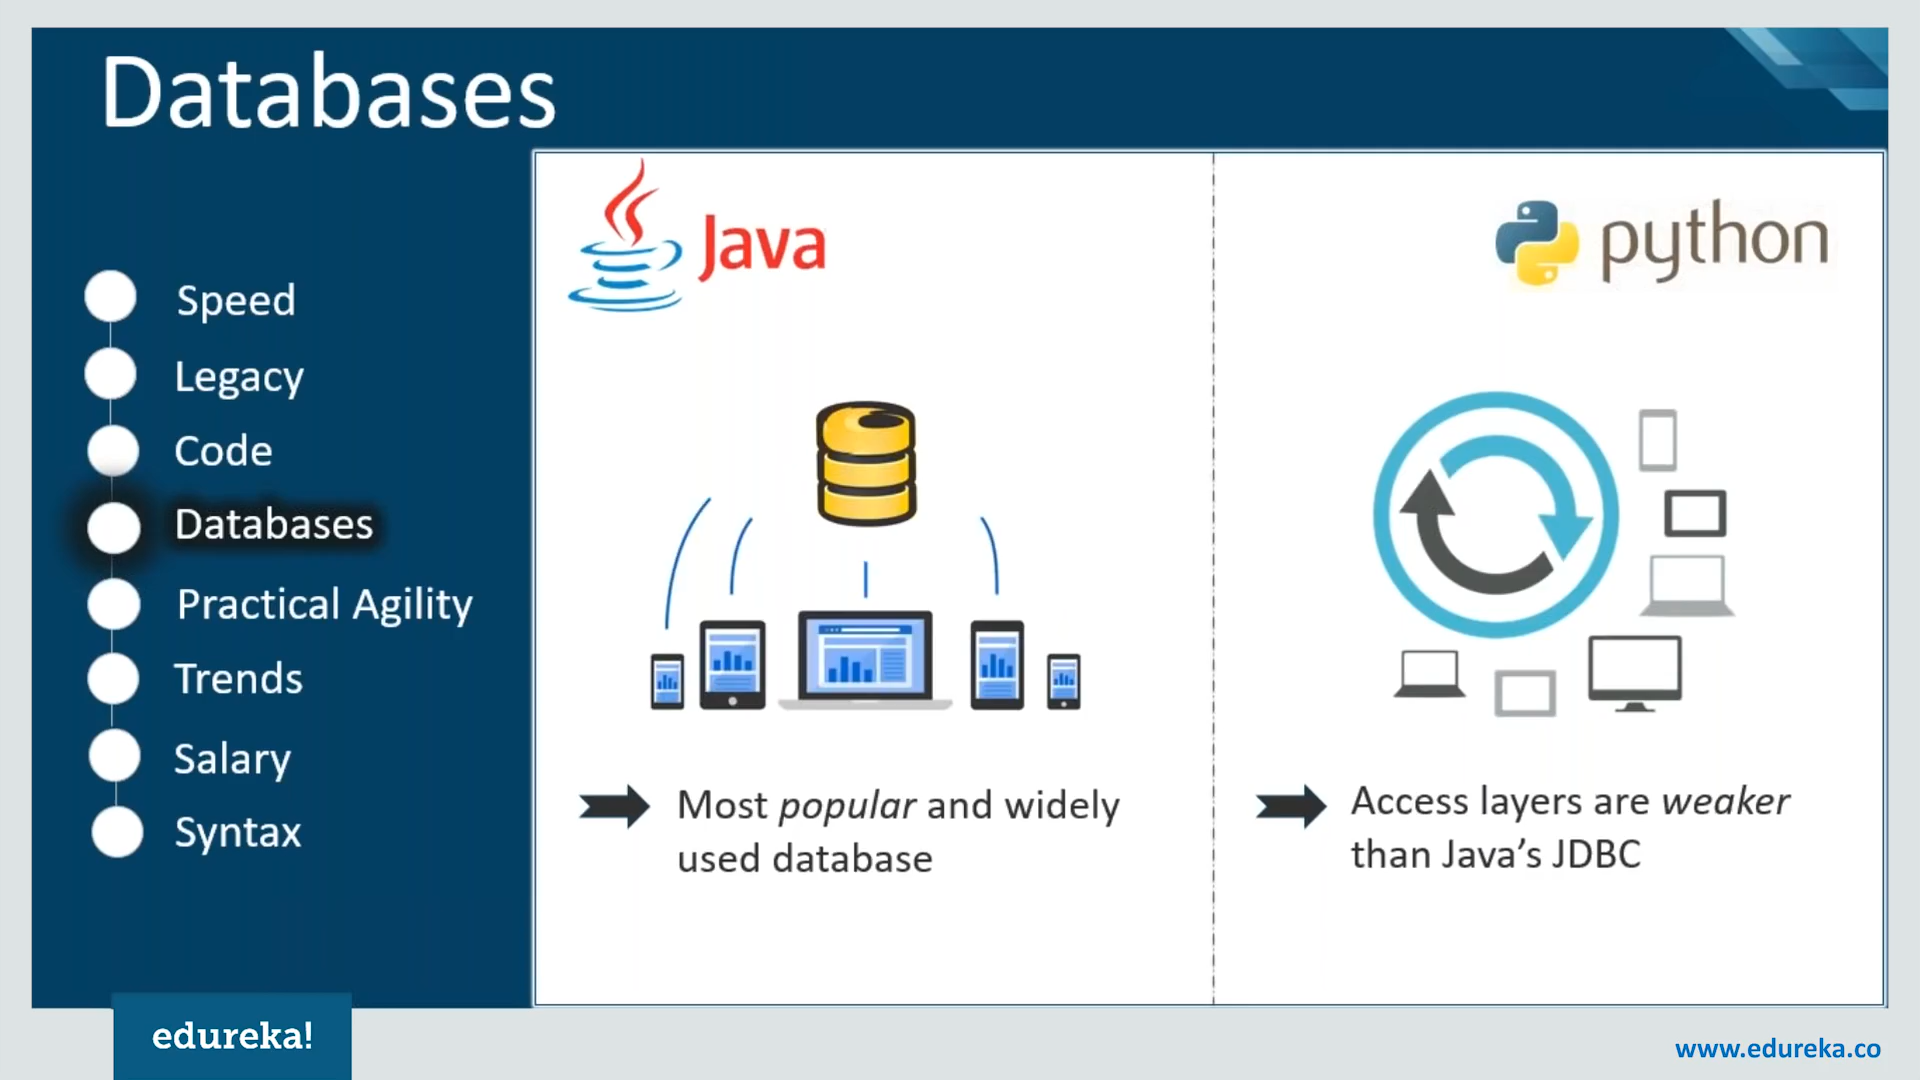 Databases
Speed
Legacy
Code
Databases
Practical Agility
Trends
Salary
Syntax
Java
python
Most popular and widely
used database
Access layers are weaker
than Java’s JDBC
edureka!
www.edureka.co